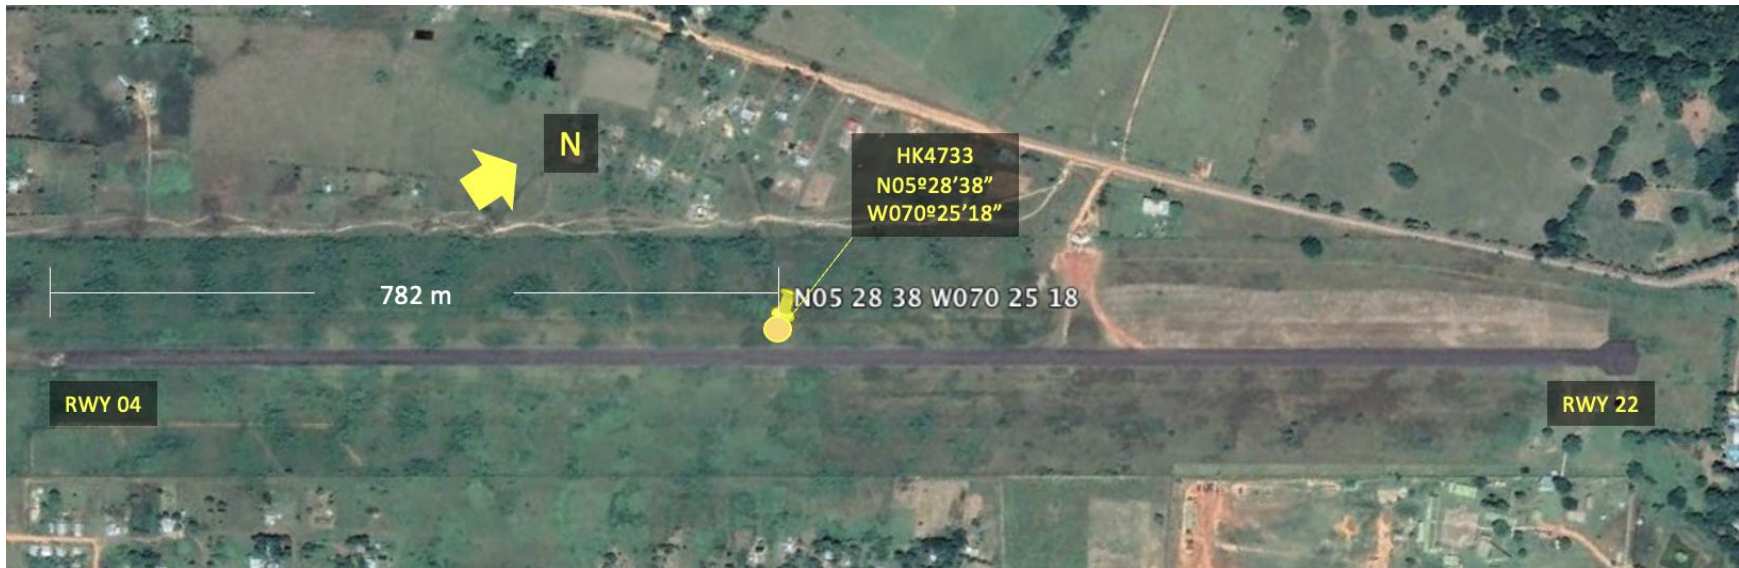 N
HK4733
N05º28’38”
W070º25’18”
782 m
N05 28 38 W070 25 18
RWY 04
RWY 22